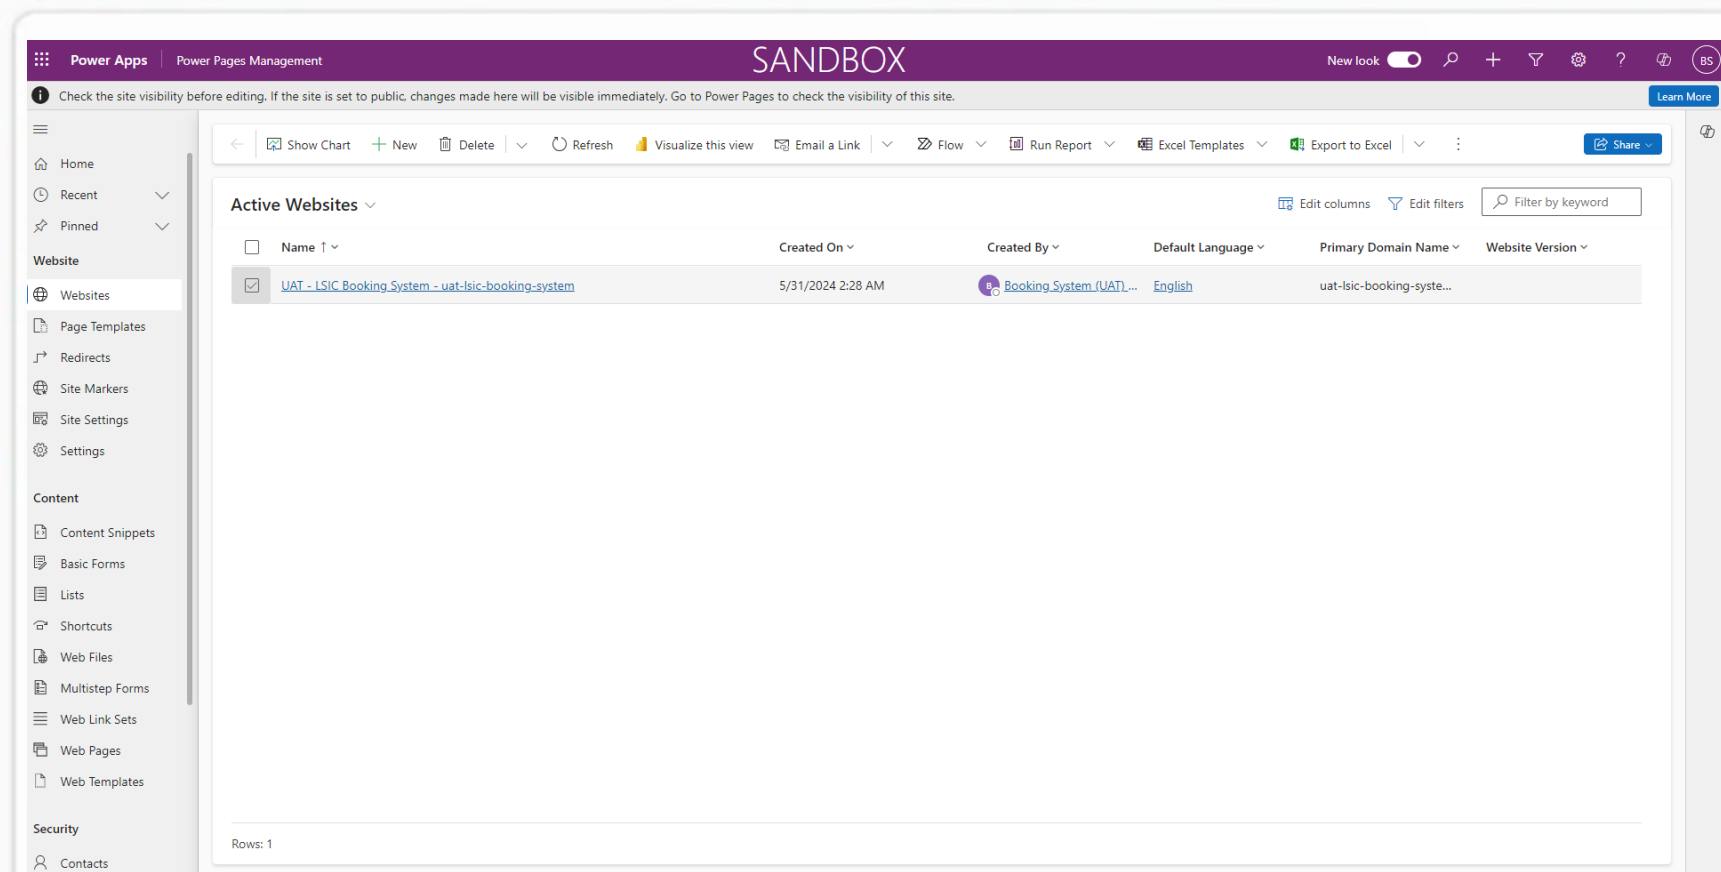 Power Apps Power Pages Management SANDBOX New look BS
Check the site visibility before editing. If the site is set to public, changes made here will be visible immediately. Go to Power Pages to check the visibility of this site. Learn More
Show Chart New Delete Refresh Visualize this view Email a Link Flow Run Report Excel Templates Export to Excel Share
Home
Recent
Pinned
Website
Websites
Page Templates
Redirects
Site Markers
Site Settings
Settings
Content
Content Snippets
Basic Forms
Lists
Shortcuts
Web Files
Multistep Forms
Web Link Sets
Web Pages
Web Templates
Security
Contacts
Active Websites Edit columns Edit filters Filter by keyword
Name ↑ Created On Created By Default Language Primary Domain Name Website Version
UAT - LSIC Booking System - uat-lsic-booking-system 5/31/2024 2:28 AM B Booking System (UAT) ... English uat-lsic-booking-syste...
Rows: 1